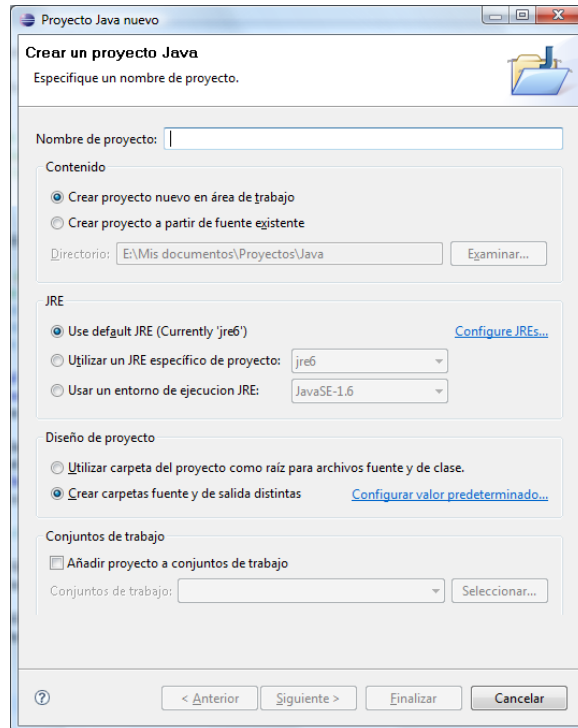 Proyecto Java nuevo
Crear un proyecto Java
Especifique un nombre de proyecto.
Nombre de proyecto:
Contenido
Crear proyecto nuevo en área de trabajo
Crear proyecto a partir de fuente existente
Directorio: E:\Mis documentos\Proyectos\Java Examinar...
JRE
Use default JRE (Currently 'jre6') Configure JREs...
Utilizar un JRE específico de proyecto: jre6
Usar un entorno de ejecucion JRE: JavaSE-1.6
Diseño de proyecto
Utilizar carpeta del proyecto como raíz para archivos fuente y de clase.
Crear carpetas fuente y de salida distintas Configurar valor predeterminado...
Conjuntos de trabajo
Añadir proyecto a conjuntos de trabajo
Conjuntos de trabajo: Seleccionar...
? < Anterior Siguiente > Finalizar Cancelar